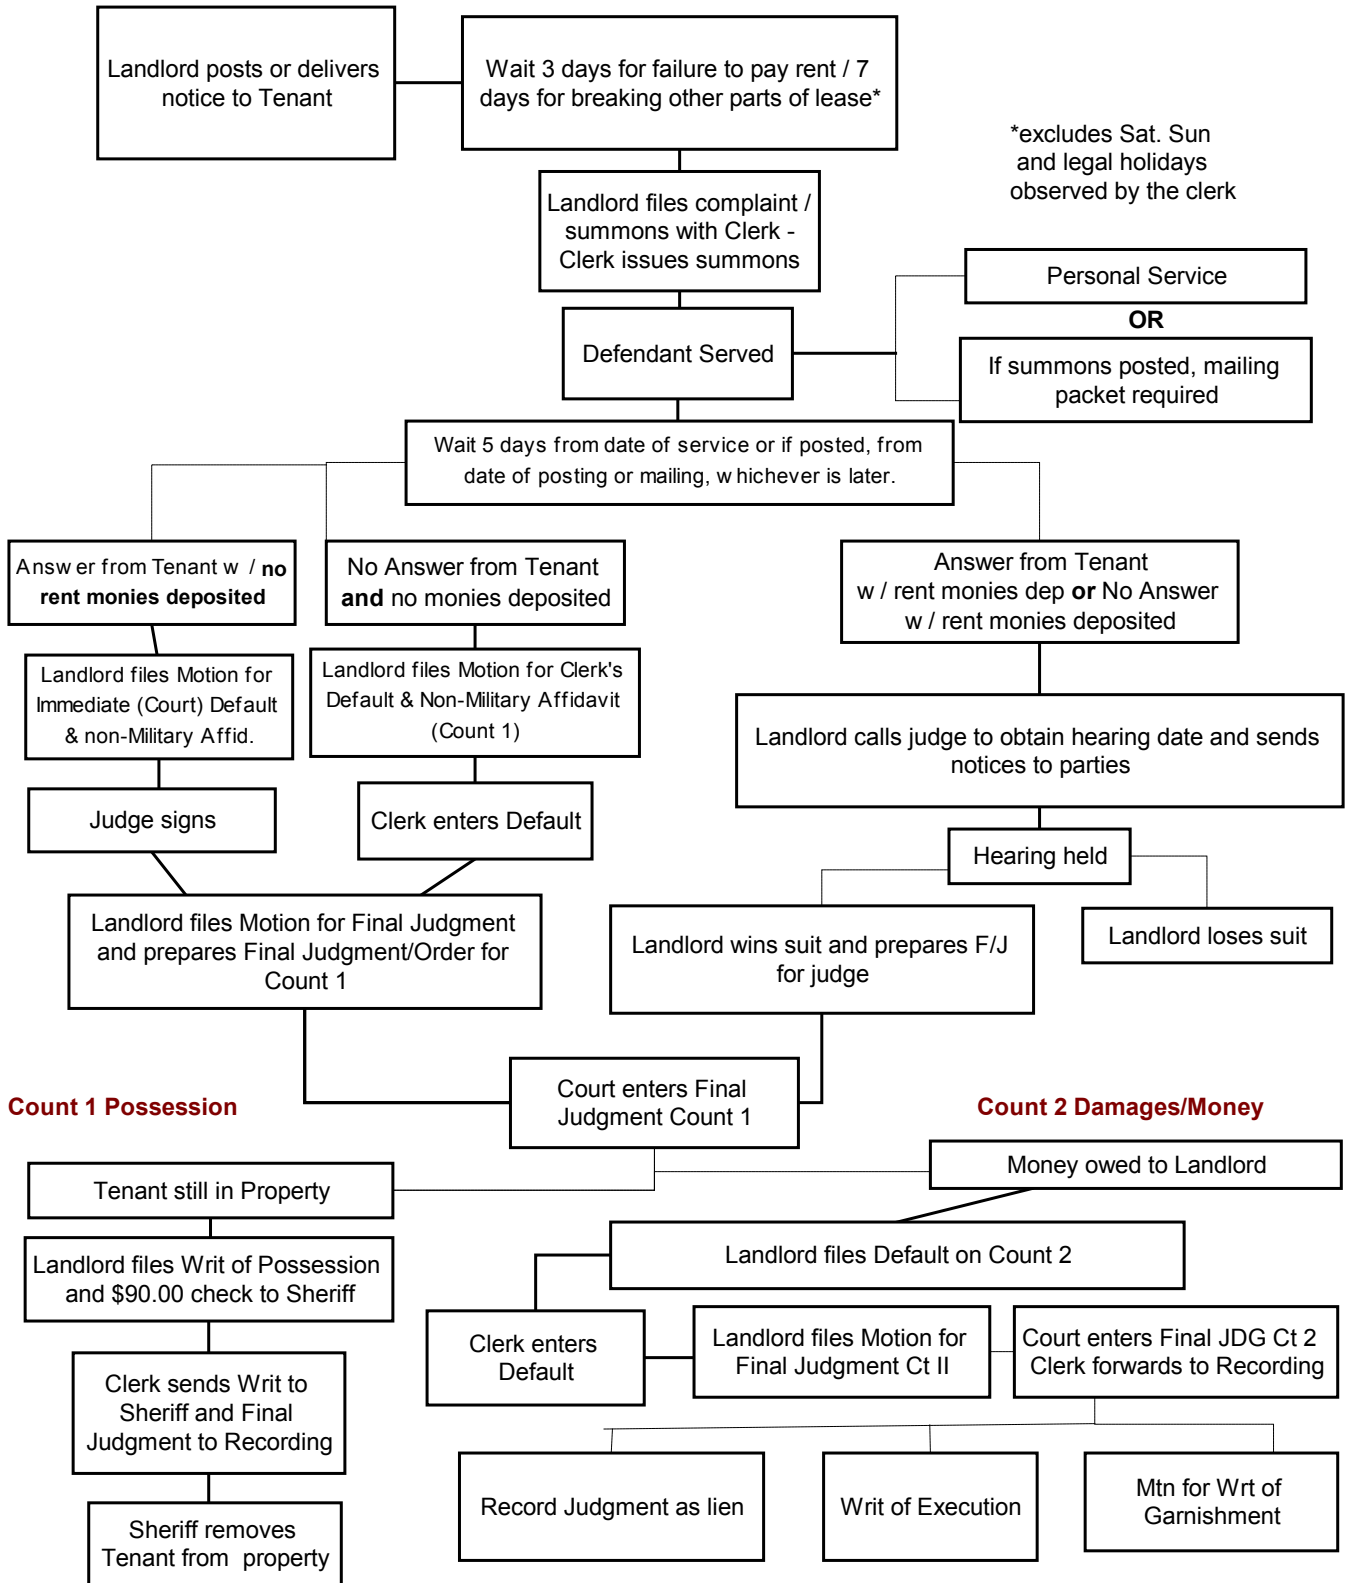 Landlord posts or delivers
notice to Tenant
Wait 3 days for failure to pay rent / 7
days for breaking other parts of lease*
*excludes Sat. Sun
and legal holidays
observed by the clerk
Landlord files complaint /
summons with Clerk -
Clerk issues summons
Personal Service
OR
Defendant Served
If summons posted, mailing
packet required
Wait 5 days from date of service or if posted, from
date of posting or mailing, whichever is later.
Answer from Tenant w / no
rent monies deposited
No Answer from Tenant
and no monies deposited
Answer from Tenant
w / rent monies dep or No Answer
w / rent monies deposited
Landlord files Motion for
Immediate (Court) Default
& non-Military Affid.
Landlord files Motion for Clerk's
Default & Non-Military Affidavit
(Count 1)
Landlord calls judge to obtain hearing date and sends
notices to parties
Judge signs
Clerk enters Default
Hearing held
Landlord files Motion for Final Judgment
and prepares Final Judgment/Order for
Count 1
Landlord wins suit and prepares F/J
for judge
Landlord loses suit
Court enters Final
Judgment Count 1
Count 1 Possession
Count 2 Damages/Money
Tenant still in Property
Money owed to Landlord
Landlord files Writ of Possession
and $90.00 check to Sheriff
Landlord files Default on Count 2
Clerk enters
Default
Landlord files Motion for
Final Judgment Ct II
Court enters Final JDG Ct 2
Clerk forwards to Recording
Clerk sends Writ to
Sheriff and Final
Judgment to Recording
Record Judgment as lien
Writ of Execution
Mtn for Wrt of
Garnishment
Sheriff removes
Tenant from property